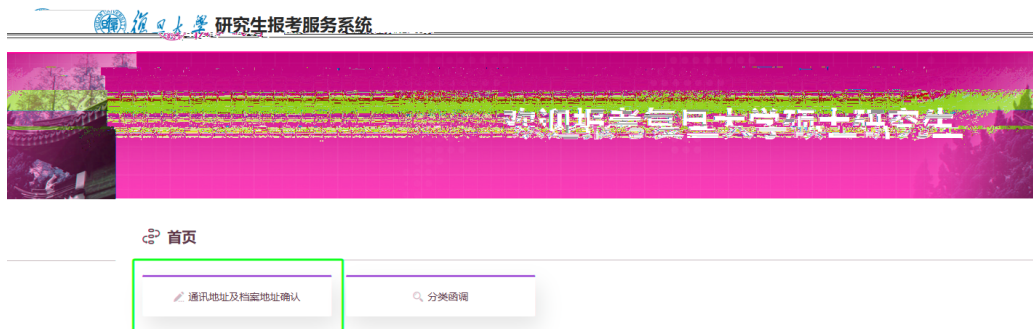 復旦大學 研究生报考服务系统
欢迎报考复旦大学硕士研究生
首页
通讯地址及档案地址确认
分类函调